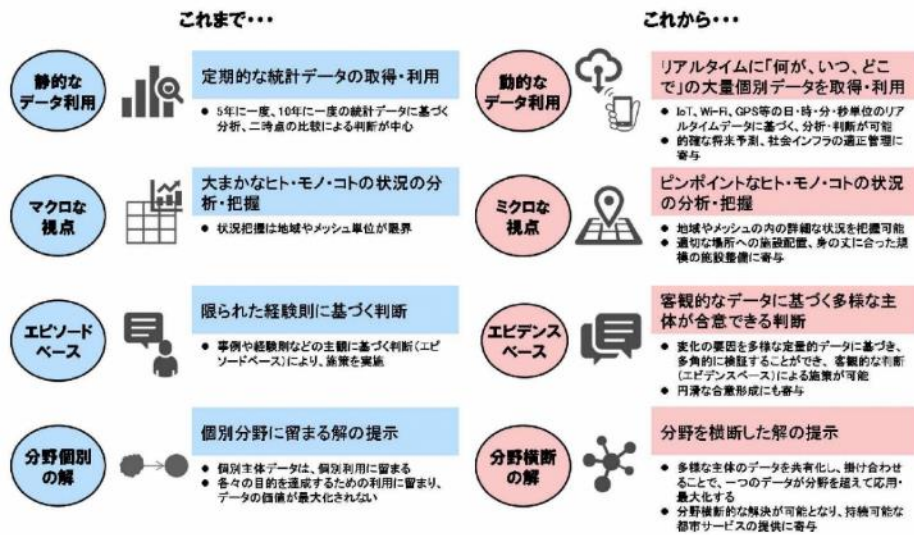 これまで・・・
静的な
データ利用
定期的な統計データの取得・利用
● 5年に一度、10年に一度の統計データに基づく
分析、二時点の比較による判断が中心
マクロな
視点
大まかなヒト・モノ・コトの状況の分
析・把握
● 状況把握は地域やメッシュ単位が限界
エピソード
ベース
限られた経験則に基づく判断
● 事例や経験則などの主観に基づく判断(エピ
ソードベース)により、施策を実施
分野個別
の解
個別分野に留まる解の提示
● 個別主体データは、個別利用に留まる
● 各々の目的を達成するための利用に留まり、
データの価値が最大化されない
これから・・・
動的な
データ利用
リアルタイムに「何が、いつ、どこ
で」の大量個別データを取得・利用
● IoT、Wi-Fi、GPS等の日・時・分・秒単位のリア
ルタイムデータに基づく、分析・判断が可能
● 的確な将来予測、社会インフラの適正管理に
寄与
ミクロな
視点
ピンポイントなヒト・モノ・コトの状況
の分析・把握
● 地域やメッシュの内の詳細な状況を把握可能
● 適切な場所への施設配置、身の丈に合った規
模の施設整備に寄与
エビデンス
ベース
客観的なデータに基づく多様な主
体が合意できる判断
● 変化の要因を多様な定量的データに基づき、
多角的に検証することができ、客観的な判断
(エビデンスベース)による施策が可能
● 円滑な合意形成にも寄与
分野横断
の解
分野を横断した解の提示
● 多様な主体のデータを共有化し、掛け合わせ
ることで、一つのデータが分野を超えて応用・
最大化する
● 分野横断的な解決が可能となり、持続可能な
都市サービスの提供に寄与